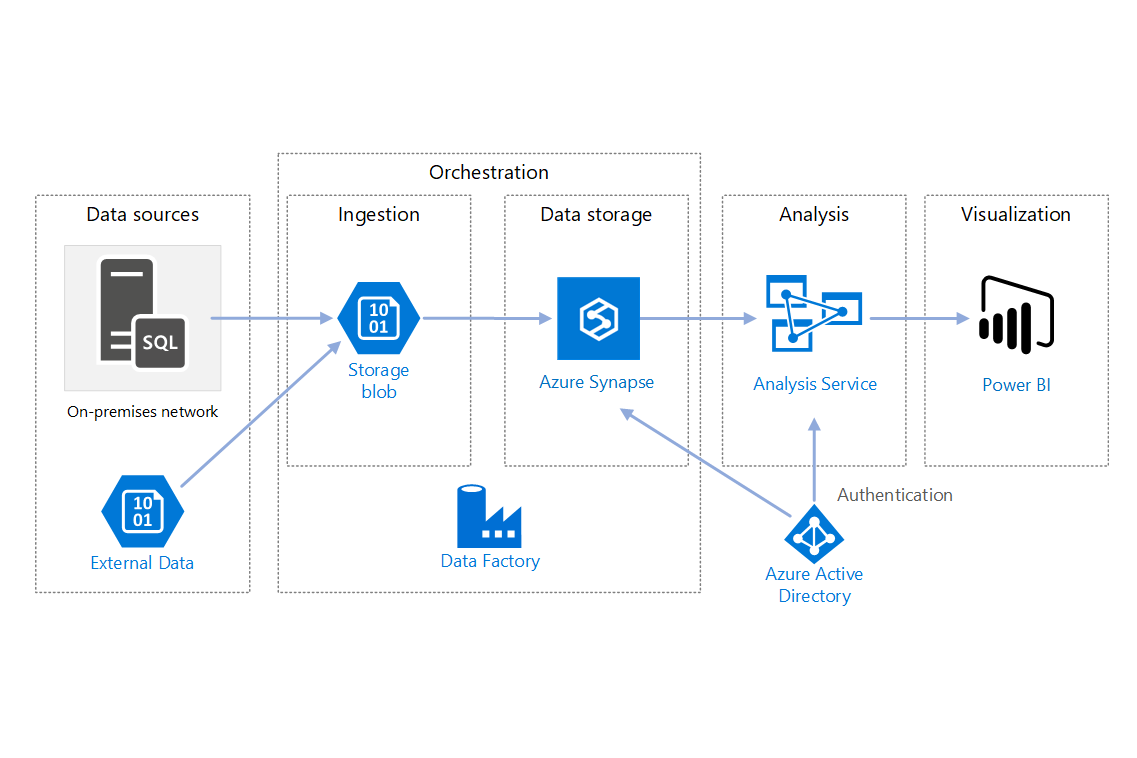 Orchestration
Data sources
Ingestion
Data storage
Analysis
Visualization
10
01
SQL
Storage
blob
Azure Synapse
Analysis Service
Power BI
On-premises network
10
01
External Data
Data Factory
Authentication
Azure Active
Directory